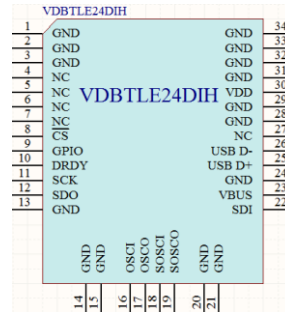 VDBTLE24DIH
1 GND GND 34
2 GND GND 33
3 GND GND 32
4 NC GND 31
5 NC VDD 30
VDBTLE24DIH
6 NC GND 29
7 NC GND 28
8 CS NC 27
9 GPIO USB D- 26
10 DRDY USB D+ 25
11 SCK GND 24
12 SDO VBUS 23
13 GND SDI 22
GND GND OSCI OSCO SOSCI SOSCO GND GND
14 15 16 17 18 19 20 21